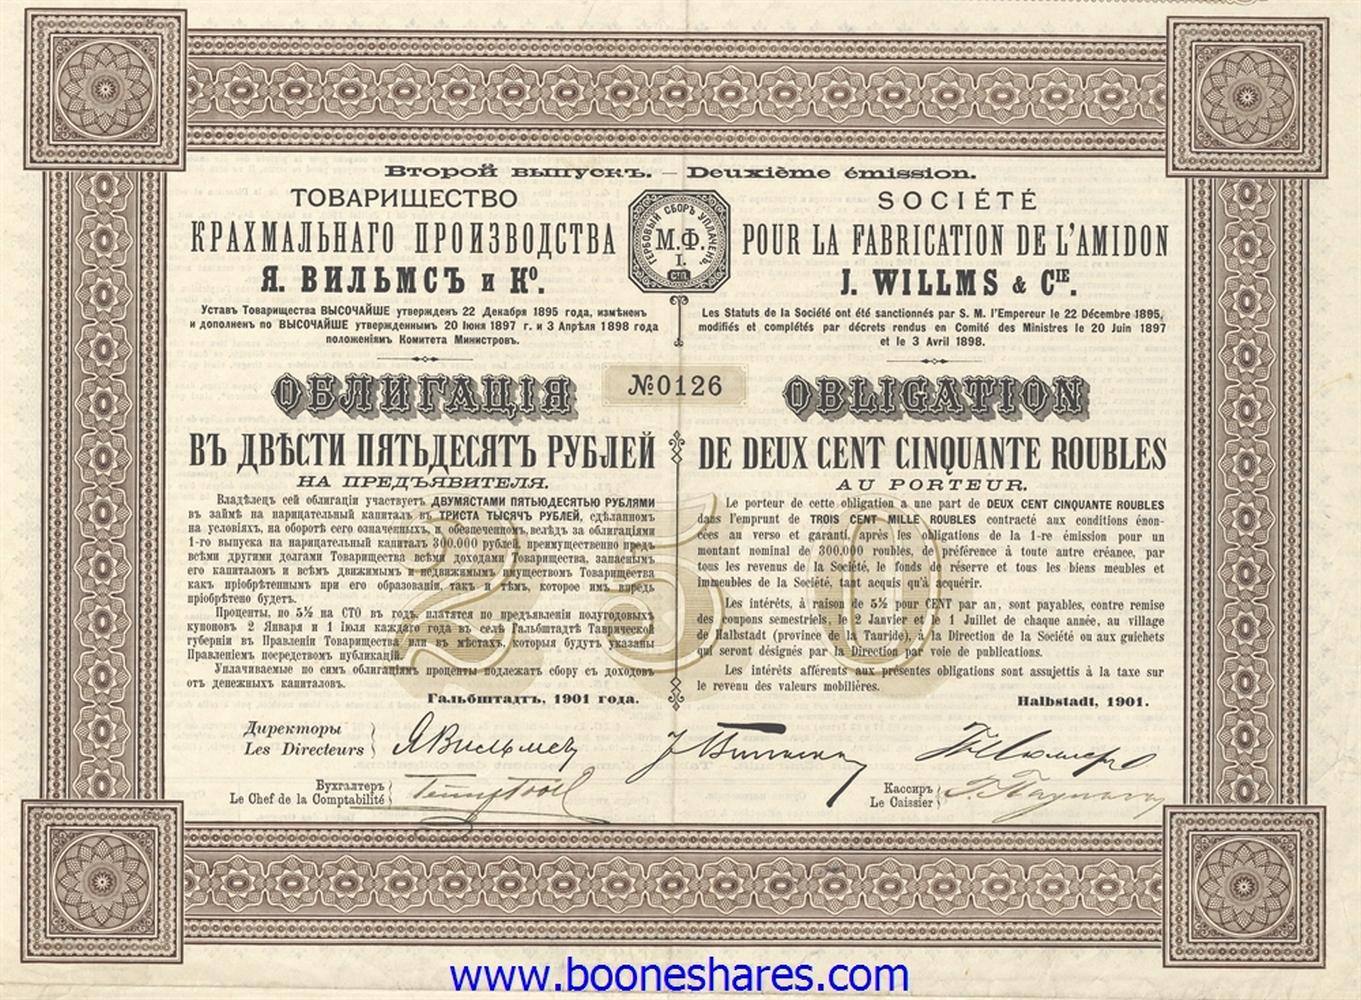 Второй выпускъ. — Deuxième émission.
ТОВАРИЩЕСТВО
КРАХМАЛЬНАГО ПРОИЗВОДСТВА
Я. ВИЛЬМСЪ и Ко.
Уставъ Товарищества ВЫСОЧАЙШЕ утвержденъ 22 Декабря 1895 года, измѣненъ
и дополненъ по ВЫСОЧАЙШЕ утвержденнымъ 20 Іюня 1897 г. и 3 Апрѣля 1898 года
положеніямъ Комитета Министровъ.
ГЕРБОВЫЙ СБОРЪ УПЛАЧЕНЪ.
М.Ф.
I.
СПБ.
SOCIÉTÉ
POUR LA FABRICATION DE L'AMIDON
J. WILLMS & CIE.
Les Statuts de la Société ont été sanctionnés par S. M. l'Empereur le 22 Décembre 1895,
modifiés et complétés par décrets rendus en Comité des Ministres le 20 Juin 1897
et le 3 Avril 1898.
ОБЛИГАЦІЯ
№0126
OBLIGATION
ВЪ ДВѢСТИ ПЯТЬДЕСЯТЪ РУБЛЕЙ
НА ПРЕДЪЯВИТЕЛЯ.
Владѣлецъ сей облигаціи участвуетъ ДВУМЯСТАМИ ПЯТЬЮДЕСЯТЬЮ РУБЛЯМИ
въ займѣ на нарицательный капиталъ въ ТРИСТА ТЫСЯЧЪ РУБЛЕЙ, сдѣланномъ
на условіяхъ, на оборотѣ сего означенныхъ, и обезпеченномъ, вслѣдъ за облигаціями
1-го выпуска на нарицательный капиталъ 300.000 рублей, преимущественно предъ
всѣми другими долгами Товарищества всѣми доходами Товарищества, запаснымъ
его капиталомъ и всѣмъ движимымъ и недвижимымъ имуществомъ Товарищества
какъ пріобрѣтеннымъ при его образованіи, такъ и тѣмъ, которое имъ впредь
пріобрѣтено будетъ.
Проценты, по 5½ на СТО въ годъ, платятся по предъявленіи полугодовыхъ
купоновъ 2 Января и 1 Іюля каждаго года въ селѣ Гальбштадтѣ Таврической
губерніи въ Правленіи Товарищества или въ мѣстахъ, которыя будутъ указаны
Правленіемъ посредствомъ публикацій.
Уплачиваемые по симъ облигаціямъ проценты подлежатъ сбору съ доходовъ
отъ денежныхъ капиталовъ.
Гальбштадтъ, 1901 года.
DE DEUX CENT CINQUANTE ROUBLES
AU PORTEUR.
Le porteur de cette obligation a une part de DEUX CENT CINQUANTE ROUBLES
dans l'emprunt de TROIS CENT MILLE ROUBLES contracté aux conditions énon-
cées au verso et garanti, après les obligations de la 1-re émission pour un
montant nominal de 300.000 roubles, de préférence à toute autre créance, par
tous les revenus de la Société, le fonds de réserve et tous les biens meubles et
immeubles de la Société, tant acquis qu'à acquérir.
Les intérêts, à raison de 5½ pour CENT par an, sont payables, contre remise
des coupons semestriels, le 2 Janvier et le 1 Juillet de chaque année, au village
de Halbstadt (province de la Tauride), à la Direction de la Société ou aux guichets
qui seront désignés par la Direction par voie de publications.
Les intérêts afférents aux présentes obligations sont assujettis à la taxe sur
le revenu des valeurs mobilières.
Halbstadt, 1901.
250
Директоры
Les Directeurs
Я Вильмсъ
Бухгалтеръ
Le Chef de la Comptabilité
Кассиръ
Le Caissier
www.booneshares.com